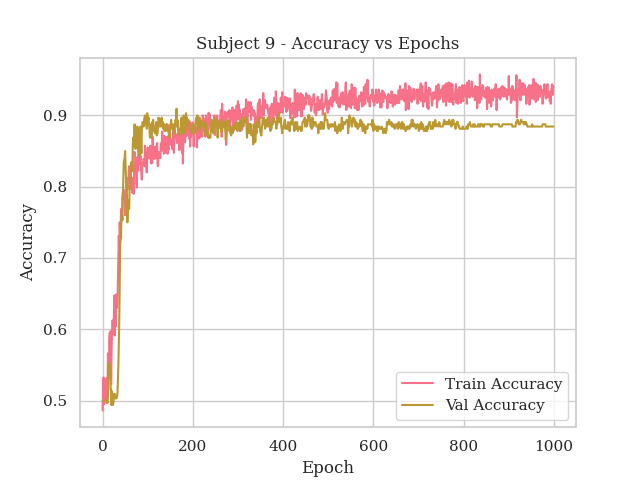 Subject 9 - Accuracy vs Epochs
Accuracy
0.9
0.8
0.7
0.6
0.5
Train Accuracy
Val Accuracy
0 200 400 600 800 1000
Epoch